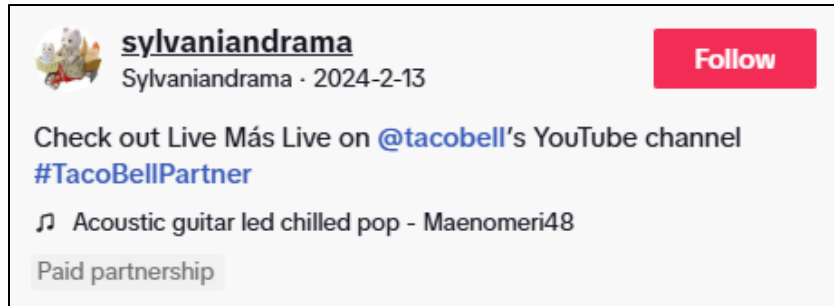 sylvaniandrama
Follow
Sylvaniandrama · 2024-2-13
Check out Live Más Live on @tacobell’s YouTube channel
#TacoBellPartner
Acoustic guitar led chilled pop - Maenomeri48
Paid partnership